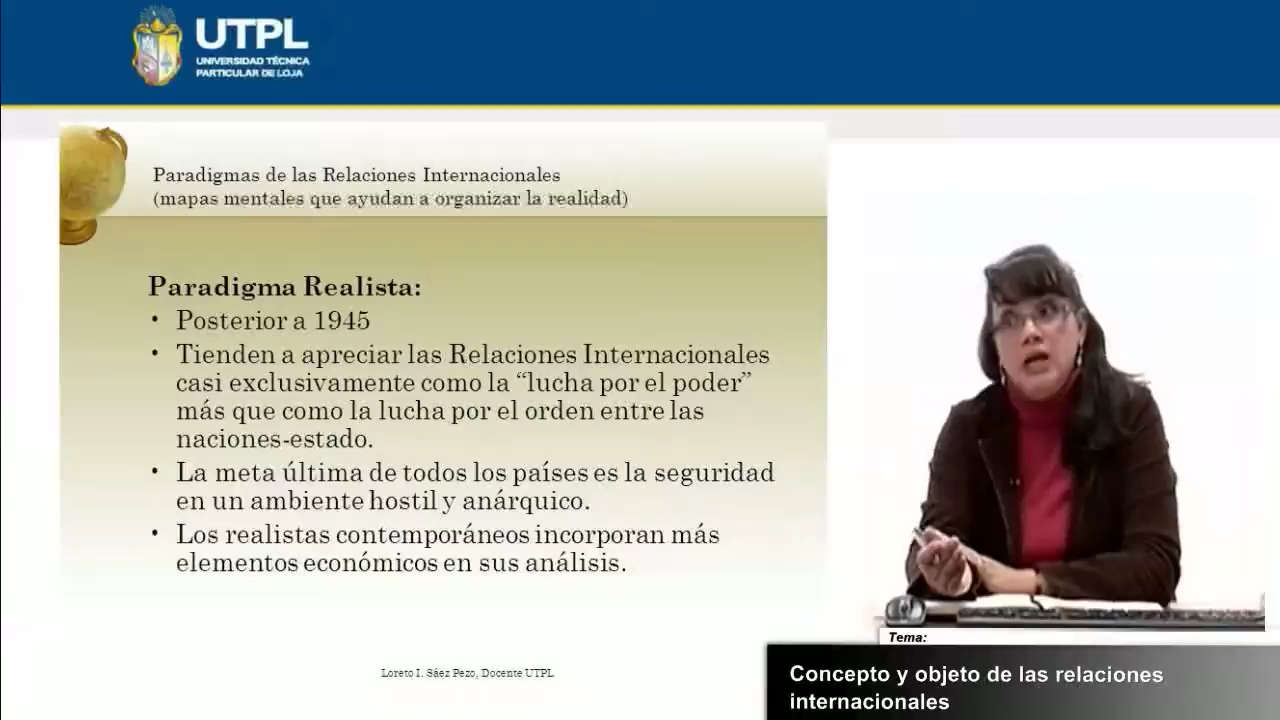 UTPL
UNIVERSIDAD TÉCNICA
PARTICULAR DE LOJA
Paradigmas de las Relaciones Internacionales
(mapas mentales que ayudan a organizar la realidad)
Paradigma Realista:
• Posterior a 1945
• Tienden a apreciar las Relaciones Internacionales
casi exclusivamente como la “lucha por el poder”
más que como la lucha por el orden entre las
naciones-estado.
• La meta última de todos los países es la seguridad
en un ambiente hostil y anárquico.
• Los realistas contemporáneos incorporan más
elementos económicos en sus análisis.
Loreto I. Sáez Pezo, Docente UTPL
Tema:
Concepto y objeto de las relaciones
internacionales